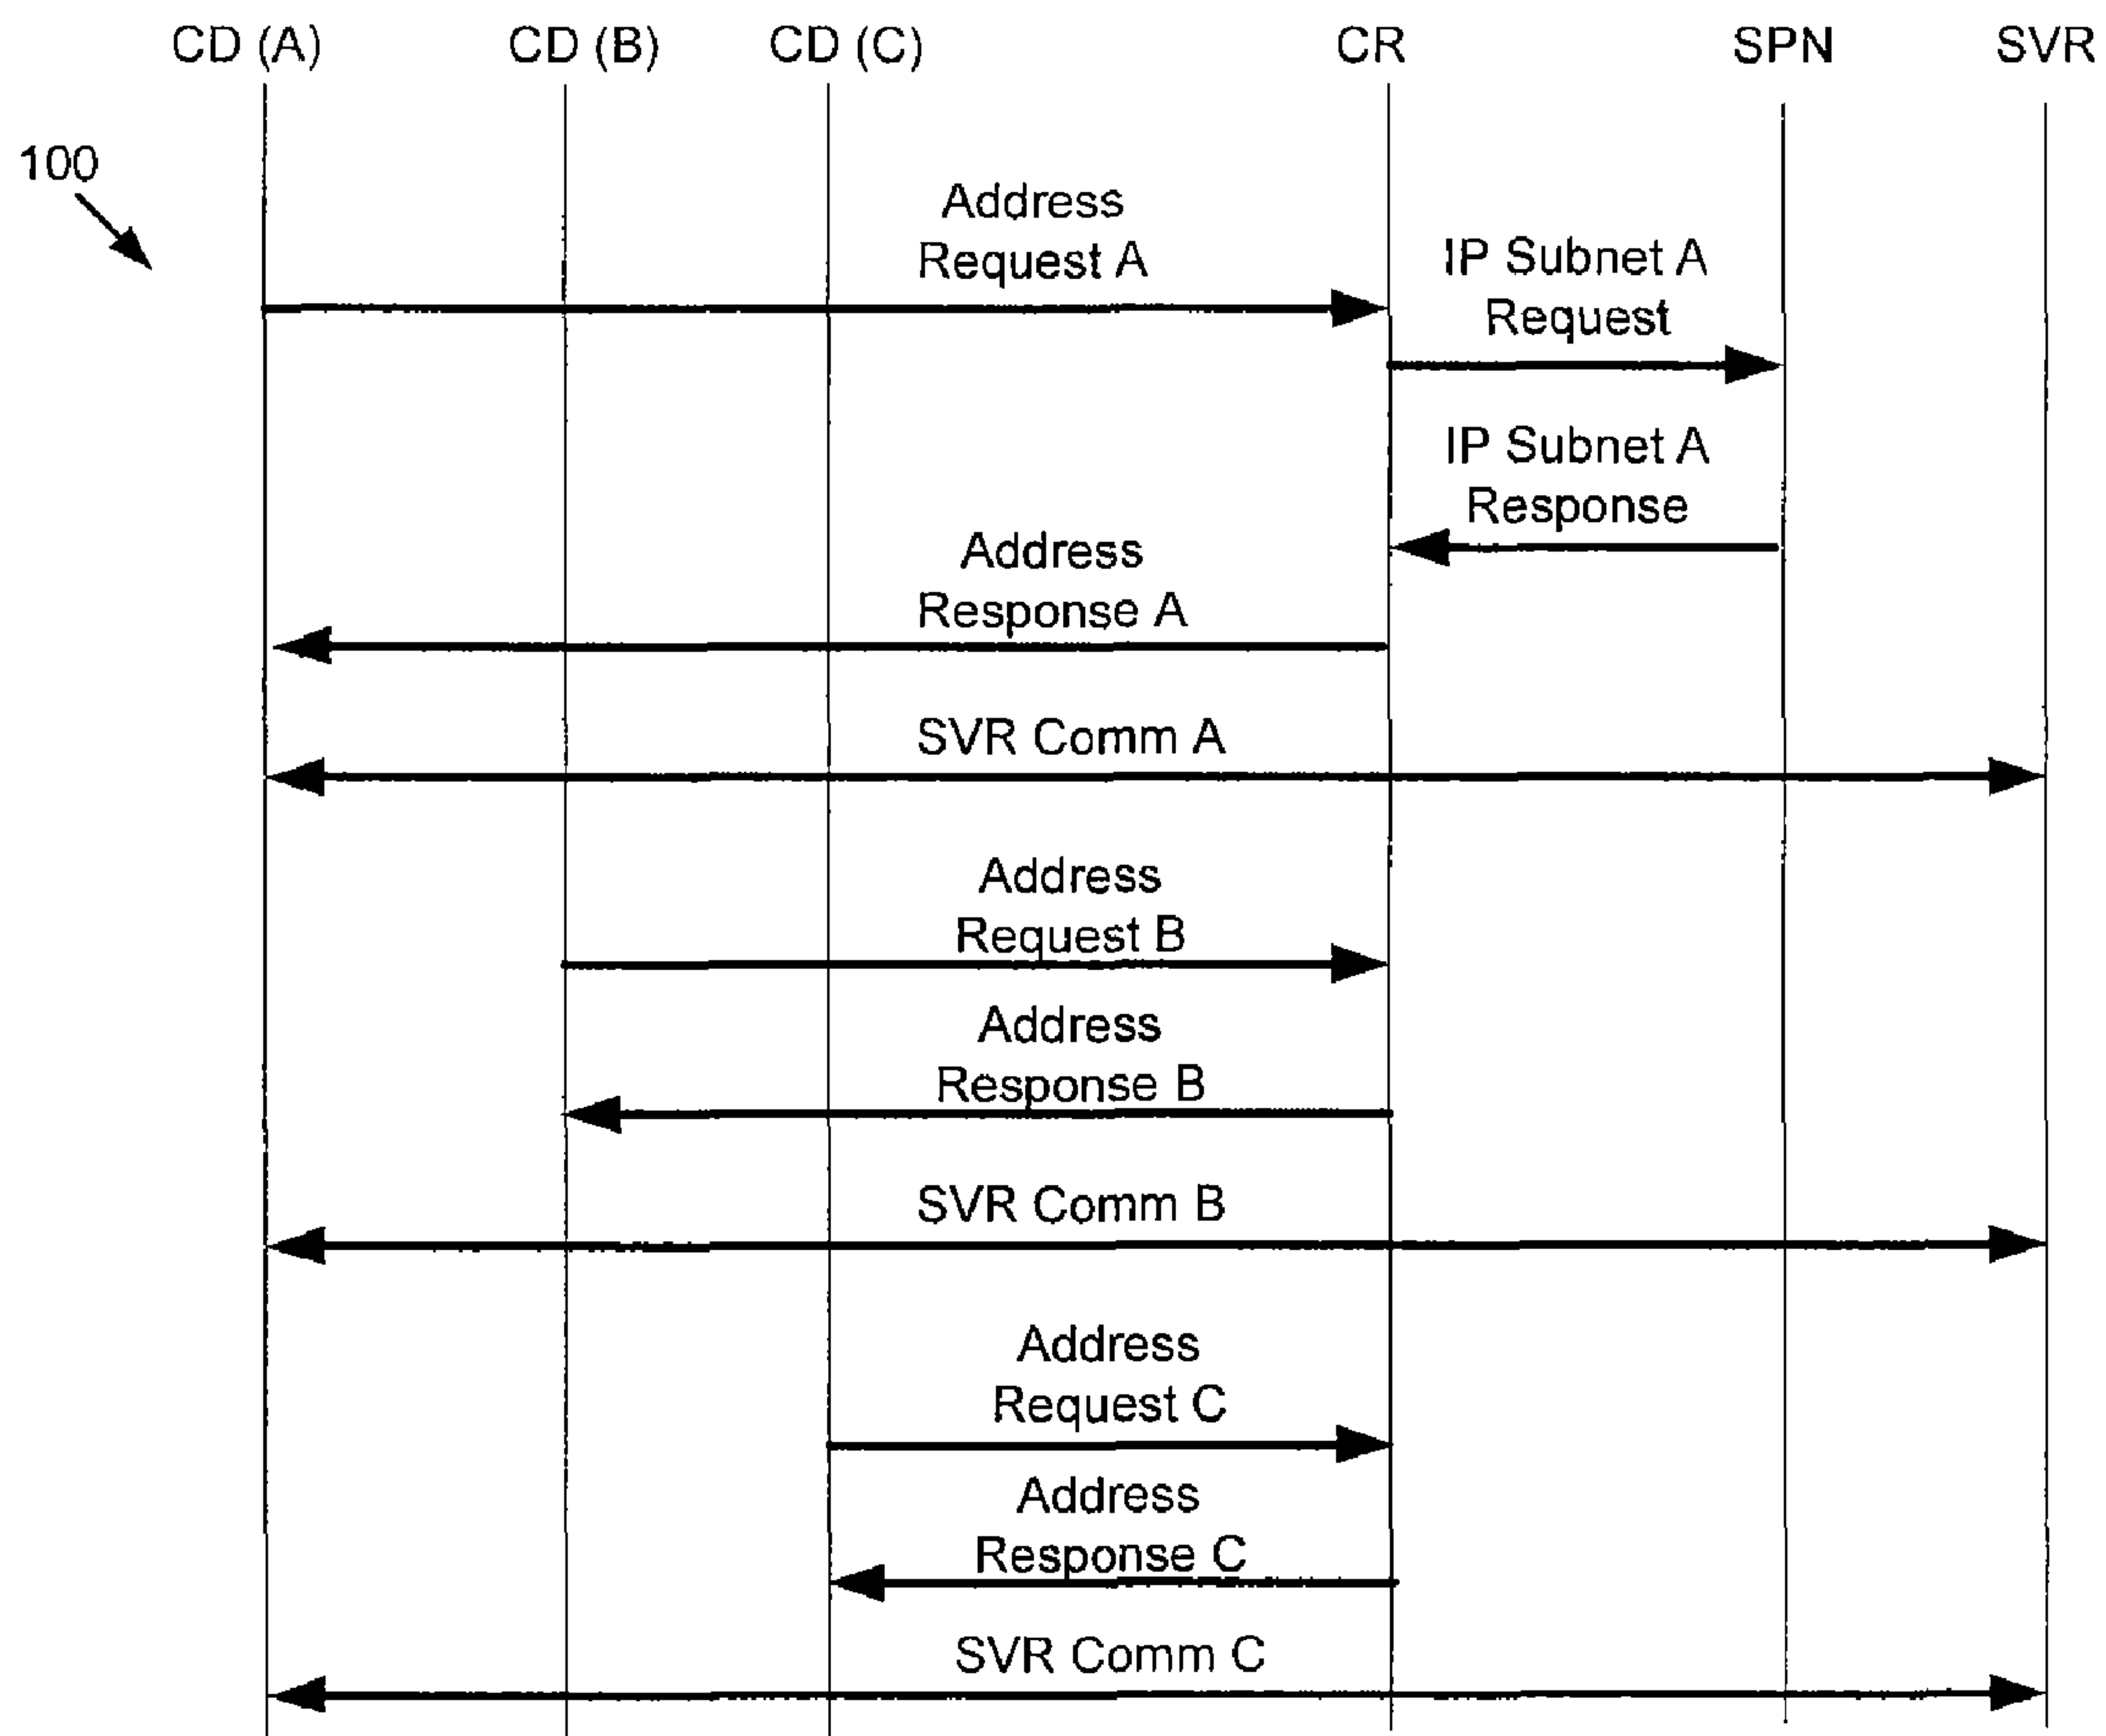 CD (A) CD (B) CD (C) CR SPN SVR
100
Address
Request A
IP Subnet A
Request
IP Subnet A
Response
Address
Response A
SVR Comm A
Address
Request B
Address
Response B
SVR Comm B
Address
Request C
Address
Response C
SVR Comm C